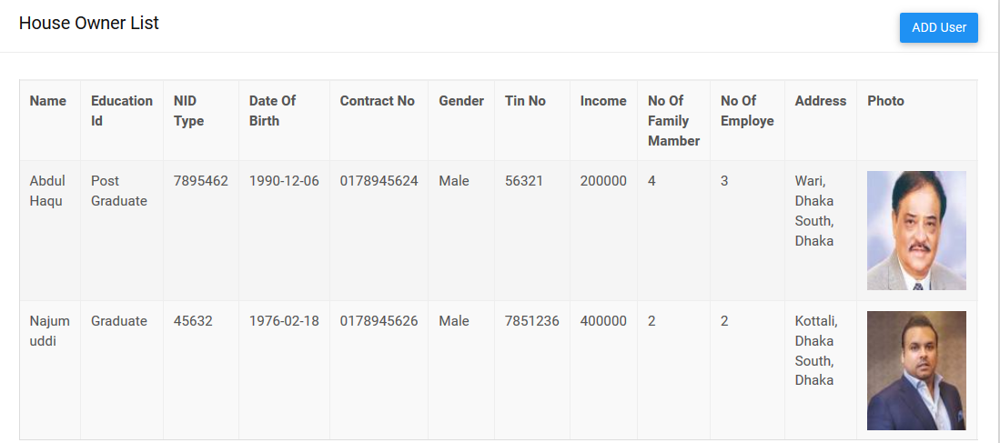 House Owner List
ADD User
Name Education Id NID Type Date Of Birth Contract No Gender Tin No Income No Of Family Mamber No Of Employe Address Photo
Abdul Haqu Post Graduate 7895462 1990-12-06 0178945624 Male 56321 200000 4 3 Wari, Dhaka South, Dhaka
Najum uddi Graduate 45632 1976-02-18 0178945626 Male 7851236 400000 2 2 Kottali, Dhaka South, Dhaka